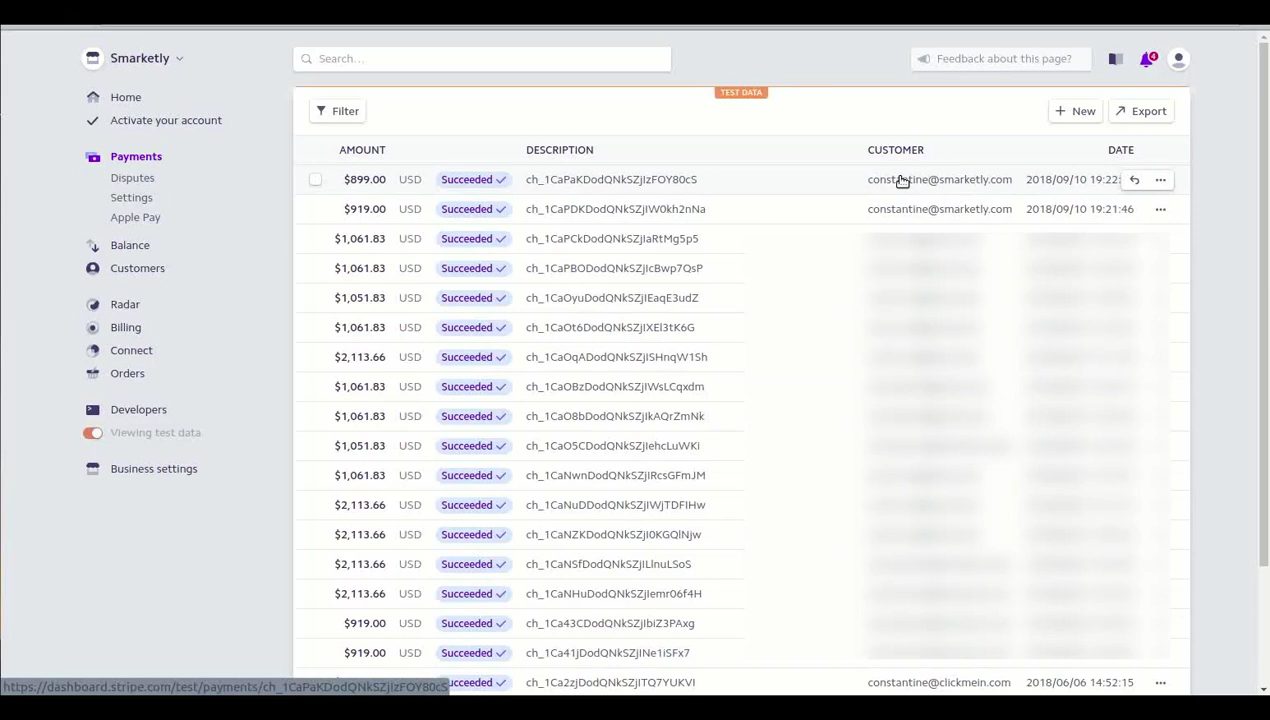 Smarketly
Search...
Feedback about this page?
4
Home
Activate your account
Payments
Disputes
Settings
Apple Pay
Balance
Customers
Radar
Billing
Connect
Orders
Developers
Viewing test data
Business settings
TEST DATA
Filter
New
Export
AMOUNT DESCRIPTION CUSTOMER DATE
$899.00 USD Succeeded ch_1CaPaKDodQNkSZjIzFOY80cS constantine@smarketly.com 2018/09/10 19:22:
$919.00 USD Succeeded ch_1CaPDKDodQNkSZjIW0kh2nNa constantine@smarketly.com 2018/09/10 19:21:46
$1,061.83 USD Succeeded ch_1CaPCkDodQNkSZjIaRtMg5p5
$1,061.83 USD Succeeded ch_1CaPBODodQNkSZjIcBwp7QsP
$1,051.83 USD Succeeded ch_1CaOyuDodQNkSZjIEaqE3udZ
$1,061.83 USD Succeeded ch_1CaOt6DodQNkSZjIXEl3tK6G
$2,113.66 USD Succeeded ch_1CaOqADodQNkSZjISHnqW1Sh
$1,061.83 USD Succeeded ch_1CaOBzDodQNkSZjIWsLCqxdm
$1,061.83 USD Succeeded ch_1CaO8bDodQNkSZjIkAQrZmNk
$1,051.83 USD Succeeded ch_1CaO5CDodQNkSZjIehcLuWKi
$1,061.83 USD Succeeded ch_1CaNwnDodQNkSZjIRcsGFmJM
$2,113.66 USD Succeeded ch_1CaNuDDodQNkSZjIWJTDFIHw
$2,113.66 USD Succeeded ch_1CaNZKDodQNkSZjI0KGQlNjw
$2,113.66 USD Succeeded ch_1CaNSfDodQNkSZjILlnuLSoS
$2,113.66 USD Succeeded ch_1CaNHuDodQNkSZjIemr06f4H
$919.00 USD Succeeded ch_1Ca43CDodQNkSZjIbiZ3PAxg
$919.00 USD Succeeded ch_1Ca41jDodQNkSZjINe1iSFx7
ucceeded ch_1Ca2zjDodQNkSZjITQ7YUKVI constantine@clickmein.com 2018/06/06 14:52:15
https://dashboard.stripe.com/test/payments/ch_1CaPaKDodQNkSZjIzFOY80cS